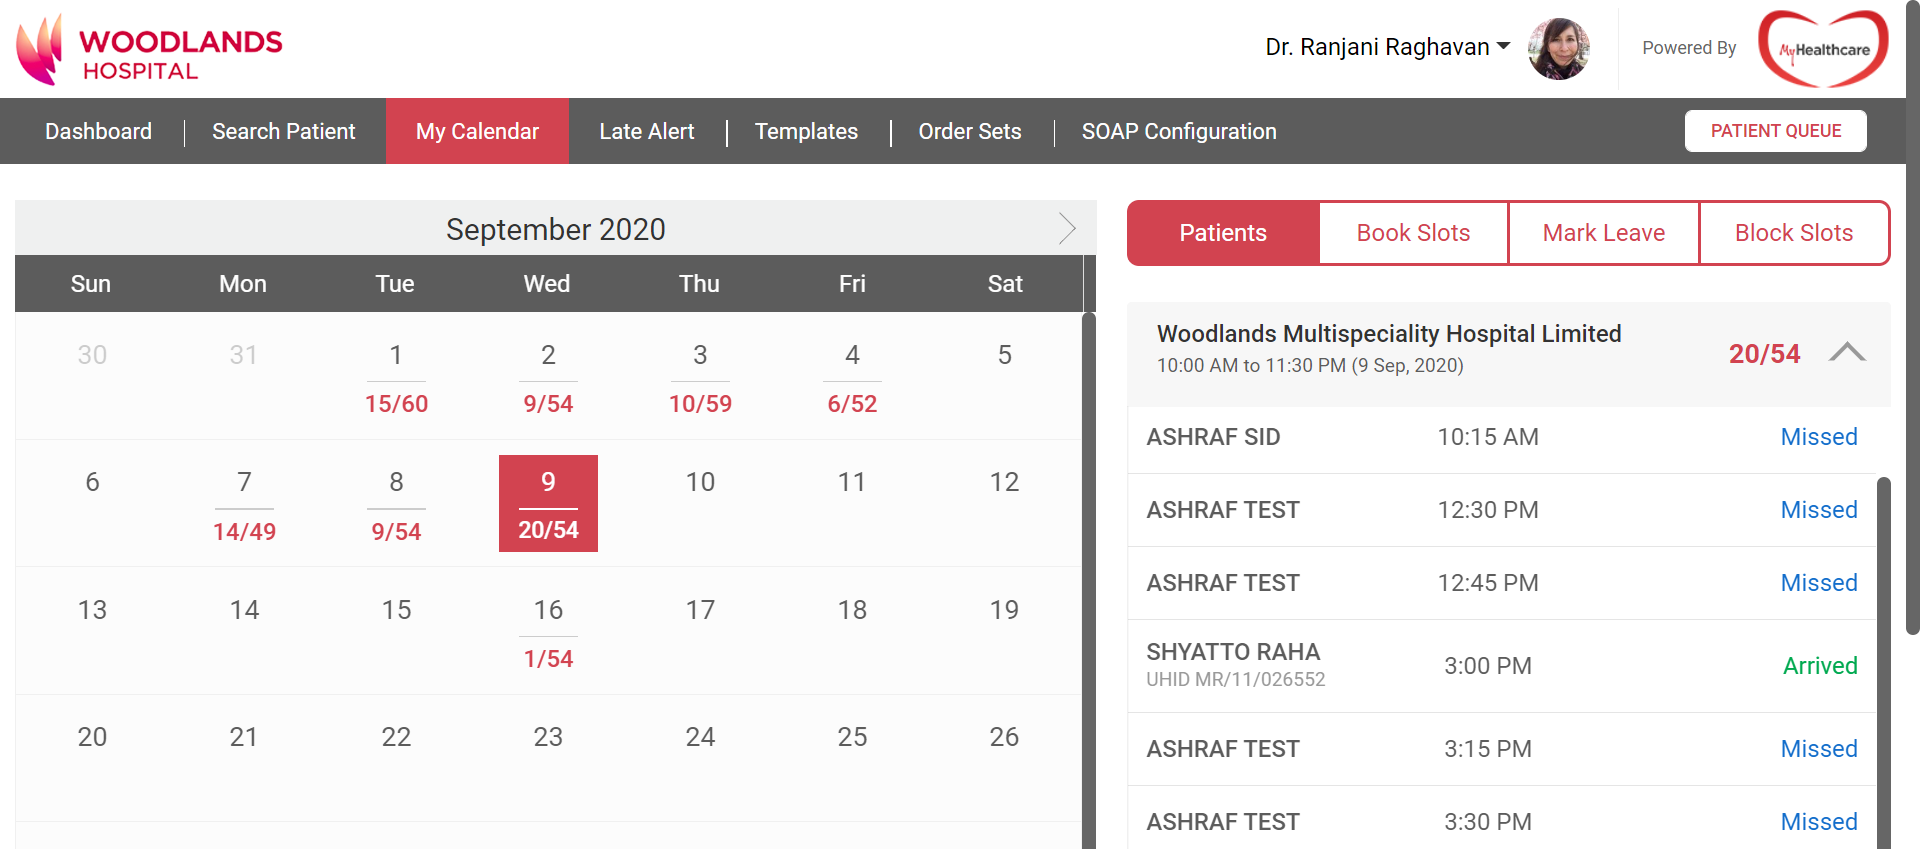 WOODLANDS
HOSPITAL
Dr. Ranjani Raghavan
Powered By
MyHealthcare
Dashboard
Search Patient
My Calendar
Late Alert
Templates
Order Sets
SOAP Configuration
PATIENT QUEUE
September 2020
Sun Mon Tue Wed Thu Fri Sat
30 31 1 2 3 4 5
15/60 9/54 10/59 6/52
6 7 8 9 10 11 12
14/49 9/54 20/54
13 14 15 16 17 18 19
1/54
20 21 22 23 24 25 26
Patients
Book Slots
Mark Leave
Block Slots
Woodlands Multispeciality Hospital Limited
10:00 AM to 11:30 PM (9 Sep, 2020)
20/54
ASHRAF SID 10:15 AM Missed
ASHRAF TEST 12:30 PM Missed
ASHRAF TEST 12:45 PM Missed
SHYATTO RAHA 3:00 PM Arrived
UHID MR/11/026552
ASHRAF TEST 3:15 PM Missed
ASHRAF TEST 3:30 PM Missed